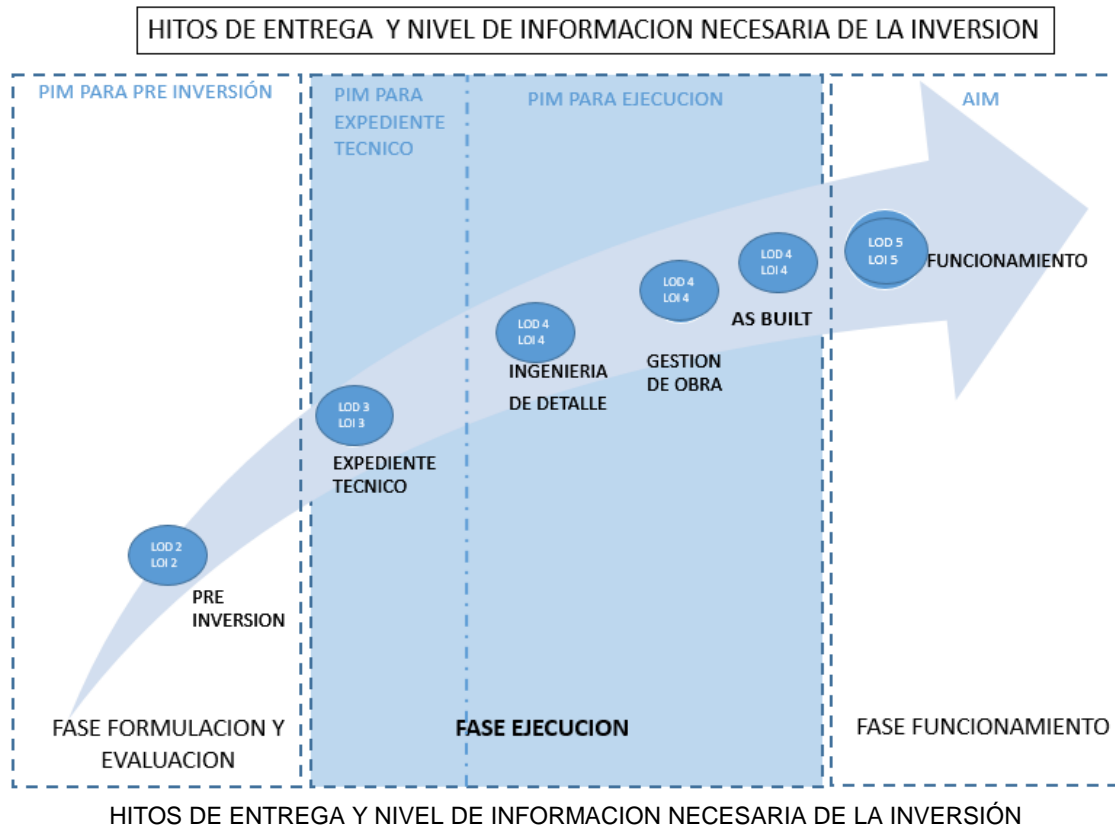 HITOS DE ENTREGA Y NIVEL DE INFORMACION NECESARIA DE LA INVERSION
PIM PARA PRE INVERSIÓN
PIM PARA
EXPEDIENTE
TECNICO
PIM PARA EJECUCION
AIM
LOD 5
LOI 5
FUNCIONAMIENTO
LOD 4
LOI 4
AS BUILT
LOD 4
LOI 4
GESTION
DE OBRA
LOD 4
LOI 4
INGENIERIA
DE DETALLE
LOD 3
LOI 3
EXPEDIENTE
TECNICO
LOD 2
LOI 2
PRE
INVERSION
FASE FORMULACION Y
EVALUACION
FASE EJECUCION
FASE FUNCIONAMIENTO
HITOS DE ENTREGA Y NIVEL DE INFORMACION NECESARIA DE LA INVERSIÓN